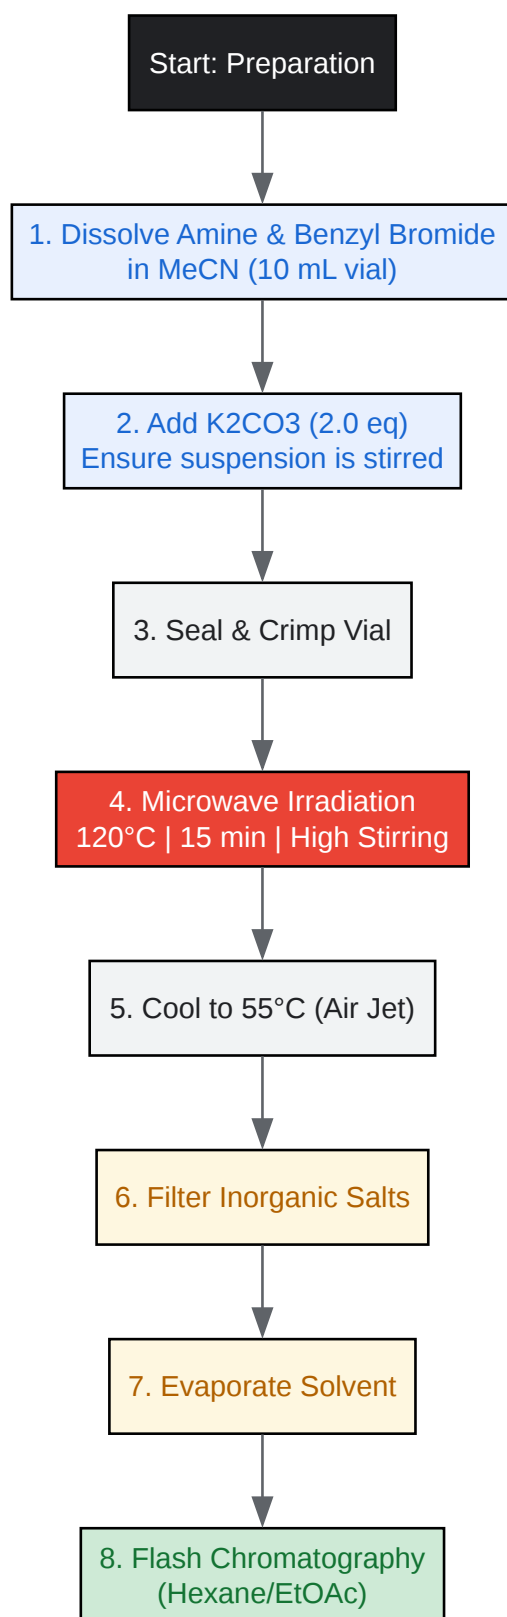 Start: Preparation
1. Dissolve Amine & Benzyl Bromide
in MeCN (10 mL vial)
2. Add K2CO3 (2.0 eq)
Ensure suspension is stirred
3. Seal & Crimp Vial
4. Microwave Irradiation
120°C | 15 min | High Stirring
5. Cool to 55°C (Air Jet)
6. Filter Inorganic Salts
7. Evaporate Solvent
8. Flash Chromatography
(Hexane/EtOAc)